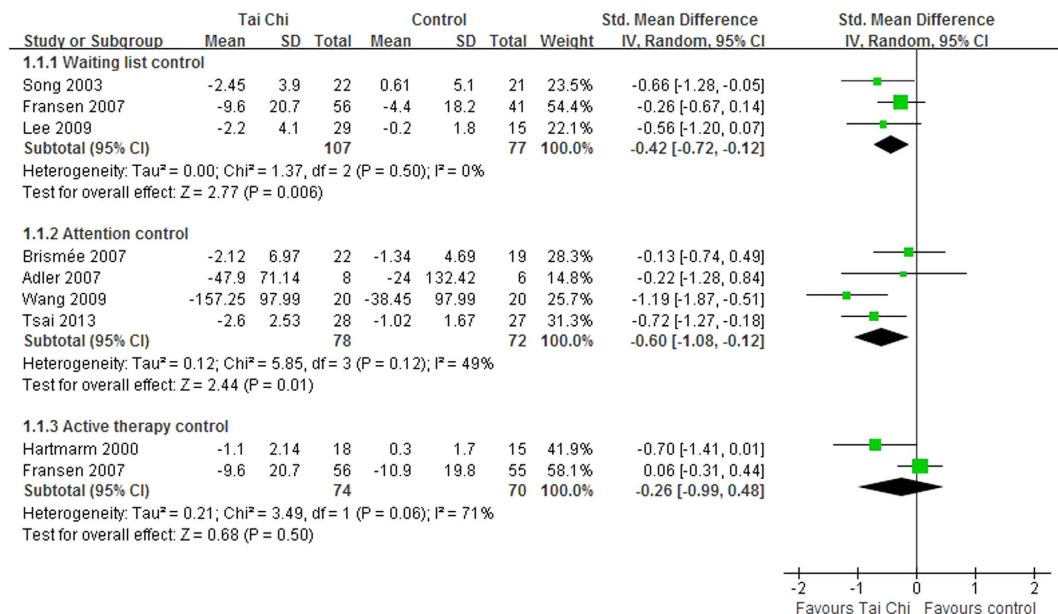 Tai Chi Control Std. Mean Difference Std. Mean Difference
Study or Subgroup Mean SD Total Mean SD Total Weight IV, Random, 95% CI IV, Random, 95% CI
1.1.1 Waiting list control
Song 2003 -2.45 3.9 22 0.61 5.1 21 23.5% -0.66 [-1.28, -0.05]
Fransen 2007 -9.6 20.7 56 -4.4 18.2 41 54.4% -0.26 [-0.67, 0.14]
Lee 2009 -2.2 4.1 29 -0.2 1.8 15 22.1% -0.56 [-1.20, 0.07]
Subtotal (95% CI) 107 77 100.0% -0.42 [-0.72, -0.12]
Heterogeneity: Tau² = 0.00; Chi² = 1.37, df = 2 (P = 0.50); I² = 0%
Test for overall effect: Z = 2.77 (P = 0.006)
1.1.2 Attention control
Brismée 2007 -2.12 6.97 22 -1.34 4.69 19 28.3% -0.13 [-0.74, 0.49]
Adler 2007 -47.9 71.14 8 -24 132.42 6 14.8% -0.22 [-1.28, 0.84]
Wang 2009 -157.25 97.99 20 -38.45 97.99 20 25.7% -1.19 [-1.87, -0.51]
Tsai 2013 -2.6 2.53 28 -1.02 1.67 27 31.3% -0.72 [-1.27, -0.18]
Subtotal (95% CI) 78 72 100.0% -0.60 [-1.08, -0.12]
Heterogeneity: Tau² = 0.12; Chi² = 5.85, df = 3 (P = 0.12); I² = 49%
Test for overall effect: Z = 2.44 (P = 0.01)
1.1.3 Active therapy control
Hartmarm 2000 -1.1 2.14 18 0.3 1.7 15 41.9% -0.70 [-1.41, 0.01]
Fransen 2007 -9.6 20.7 56 -10.9 19.8 55 58.1% 0.06 [-0.31, 0.44]
Subtotal (95% CI) 74 70 100.0% -0.26 [-0.99, 0.48]
Heterogeneity: Tau² = 0.21; Chi² = 3.49, df = 1 (P = 0.06); I² = 71%
Test for overall effect: Z = 0.68 (P = 0.50)
-2 -1 0 1 2
Favours Tai Chi Favours control